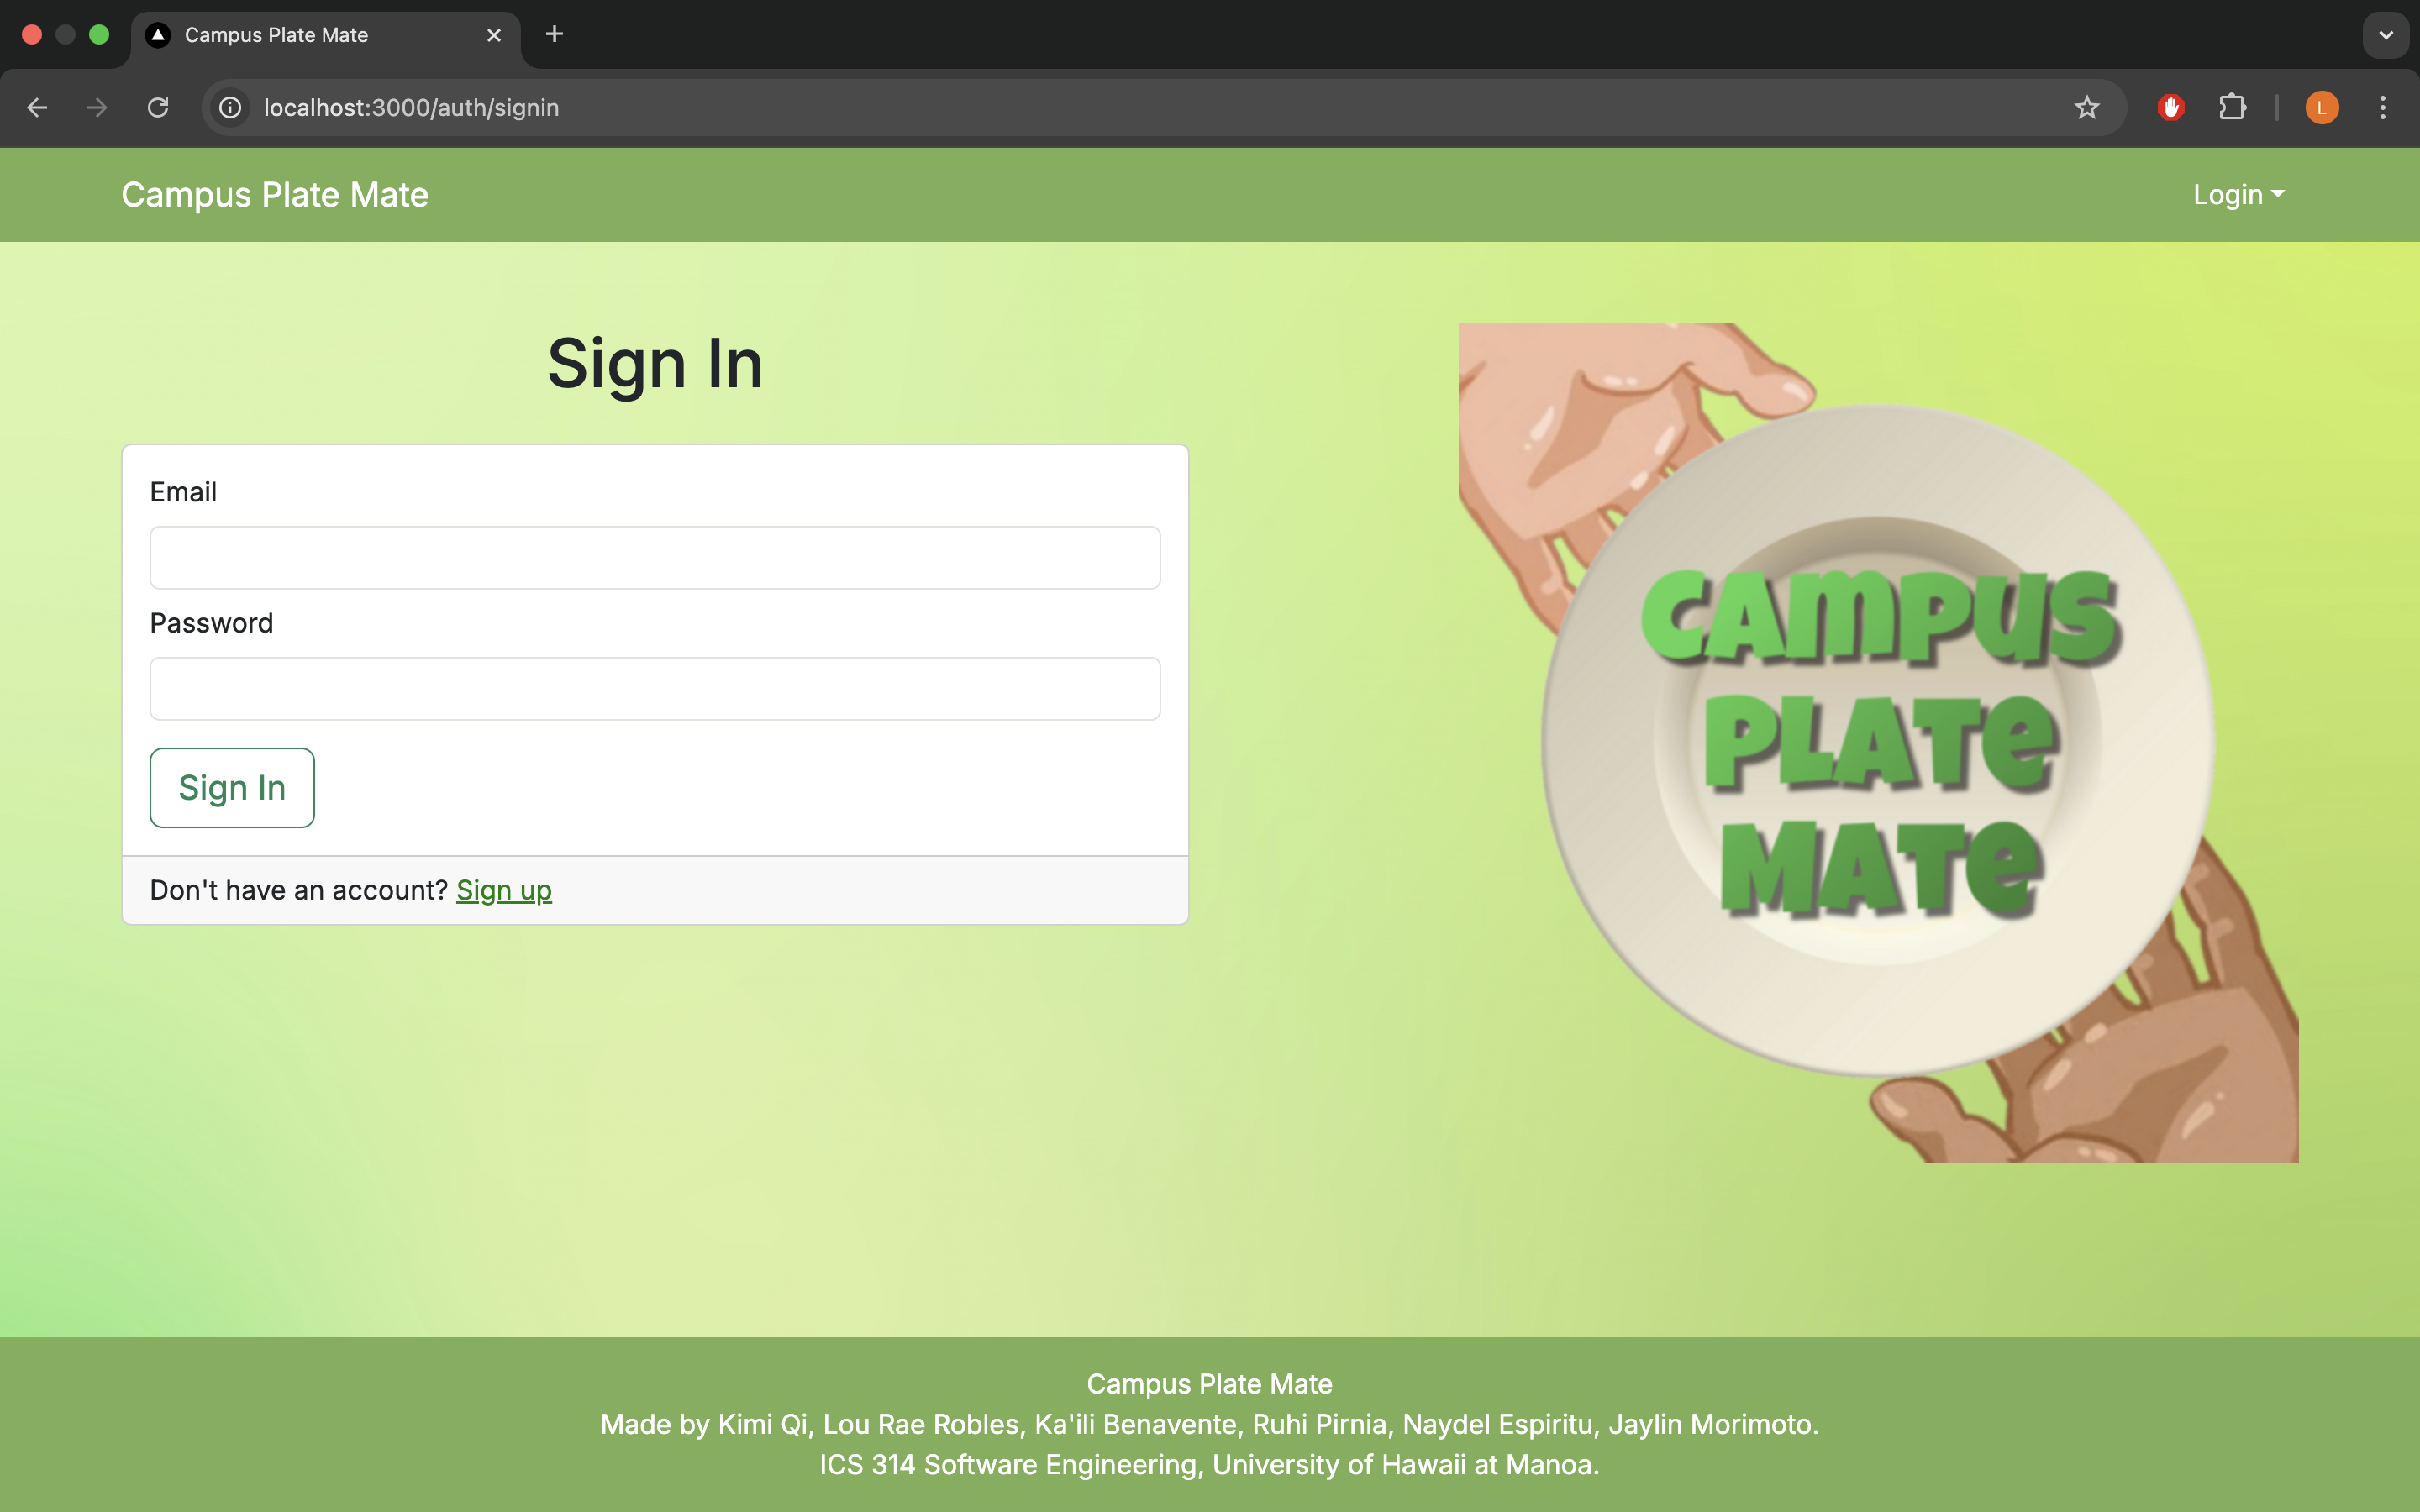 Campus Plate Mate
localhost:3000/auth/signin
L
Campus Plate Mate
Login
Sign In
Email
Password
Sign In
Don't have an account? Sign up
CAMPUS
PLATE
MATE
Campus Plate Mate
Made by Kimi Qi, Lou Rae Robles, Ka'ili Benavente, Ruhi Pirnia, Naydel Espiritu, Jaylin Morimoto.
ICS 314 Software Engineering, University of Hawaii at Manoa.